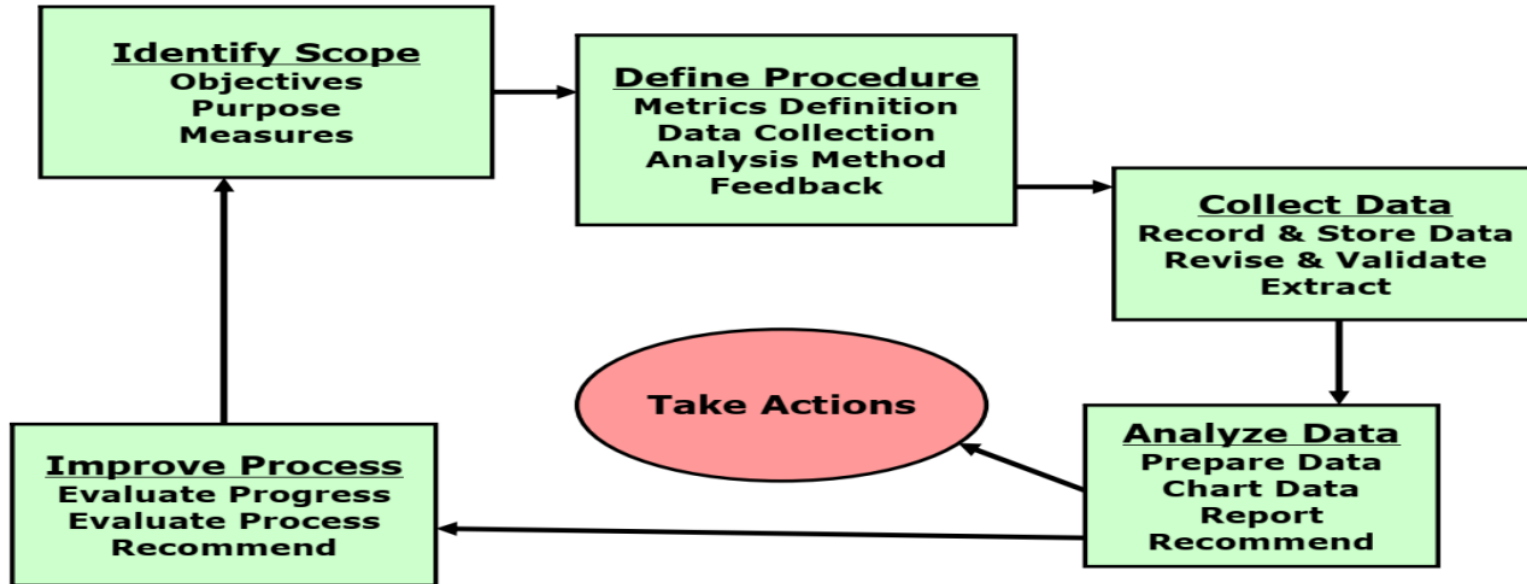 Identify Scope
Objectives
Purpose
Measures
Define Procedure
Metrics Definition
Data Collection
Analysis Method
Feedback
Collect Data
Record & Store Data
Revise & Validate
Extract
Take Actions
Analyze Data
Prepare Data
Chart Data
Report
Recommend
Improve Process
Evaluate Progress
Evaluate Process
Recommend